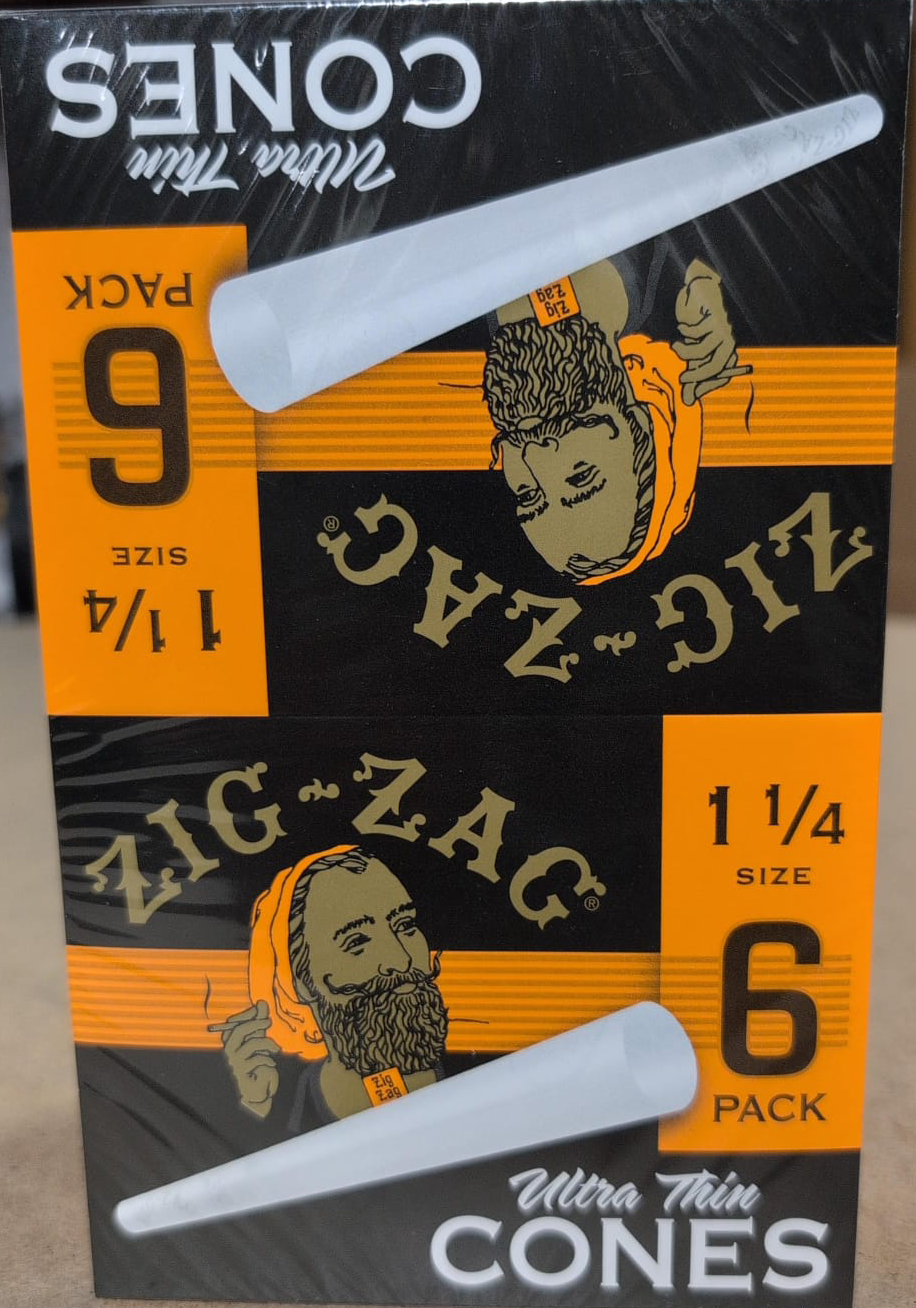 CONES
Ultra Thin
PACK
6
SIZE
1 1/4
Zig
Zag
ZIG-ZAG®
ZIG-ZAG®
1 1/4
SIZE
6
PACK
Zig
Zag
Ultra Thin
CONES